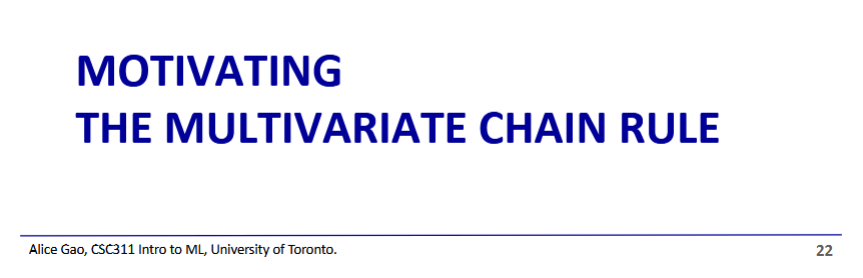 MOTIVATING
THE MULTIVARIATE CHAIN RULE
Alice Gao, CSC311 Intro to ML, University of Toronto.
22